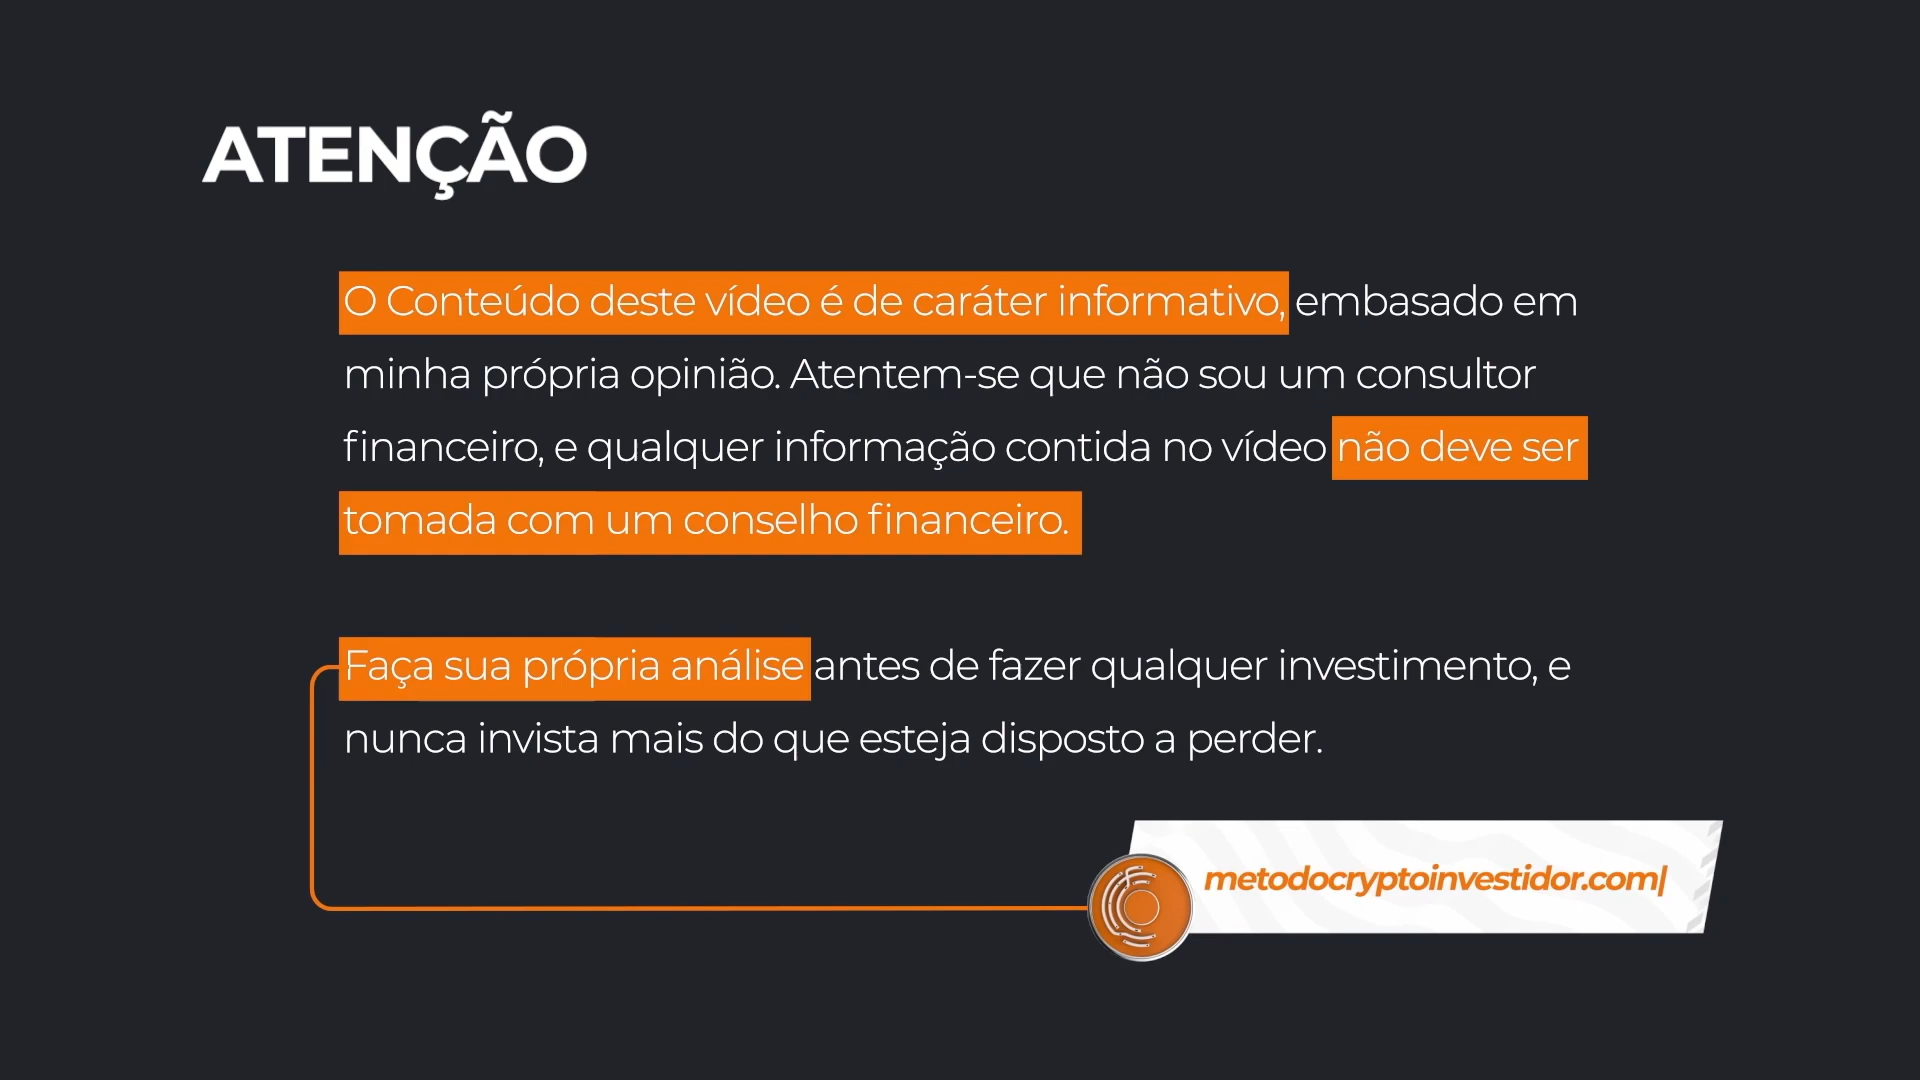 ATENÇÃO
O Conteúdo deste vídeo é de caráter informativo, embasado em
minha própria opinião. Atentem-se que não sou um consultor
financeiro, e qualquer informação contida no vídeo não deve ser
tomada com um conselho financeiro.
Faça sua própria análise antes de fazer qualquer investimento, e
nunca invista mais do que esteja disposto a perder.
metodocryptoinvestidor.com|